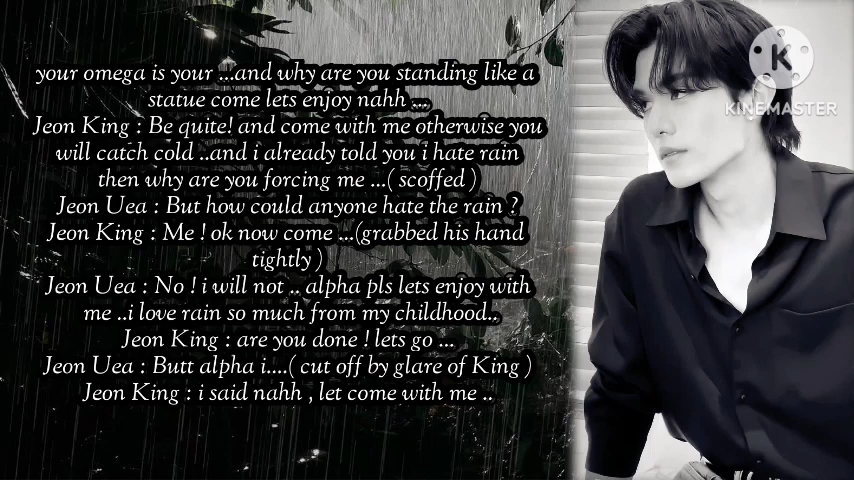 your omega is your ...and why are you standing like a
statue come lets enjoy nahh ...
Jeon King : Be quite! and come with me otherwise you
will catch cold ..and i already told you i hate rain
then why are you forcing me ...( scoffed )
Jeon Uea : But how could anyone hate the rain ?
Jeon King : Me ! ok now come ...(grabbed his hand
tightly )
Jeon Uea : No ! i will not .. alpha pls lets enjoy with
me ..i love rain so much from my childhood..
Jeon King : are you done ! lets go ...
Jeon Uea : Butt alpha i....( cut off by glare of King )
Jeon King : i said nahh , let come with me ..
K
KINEMASTER